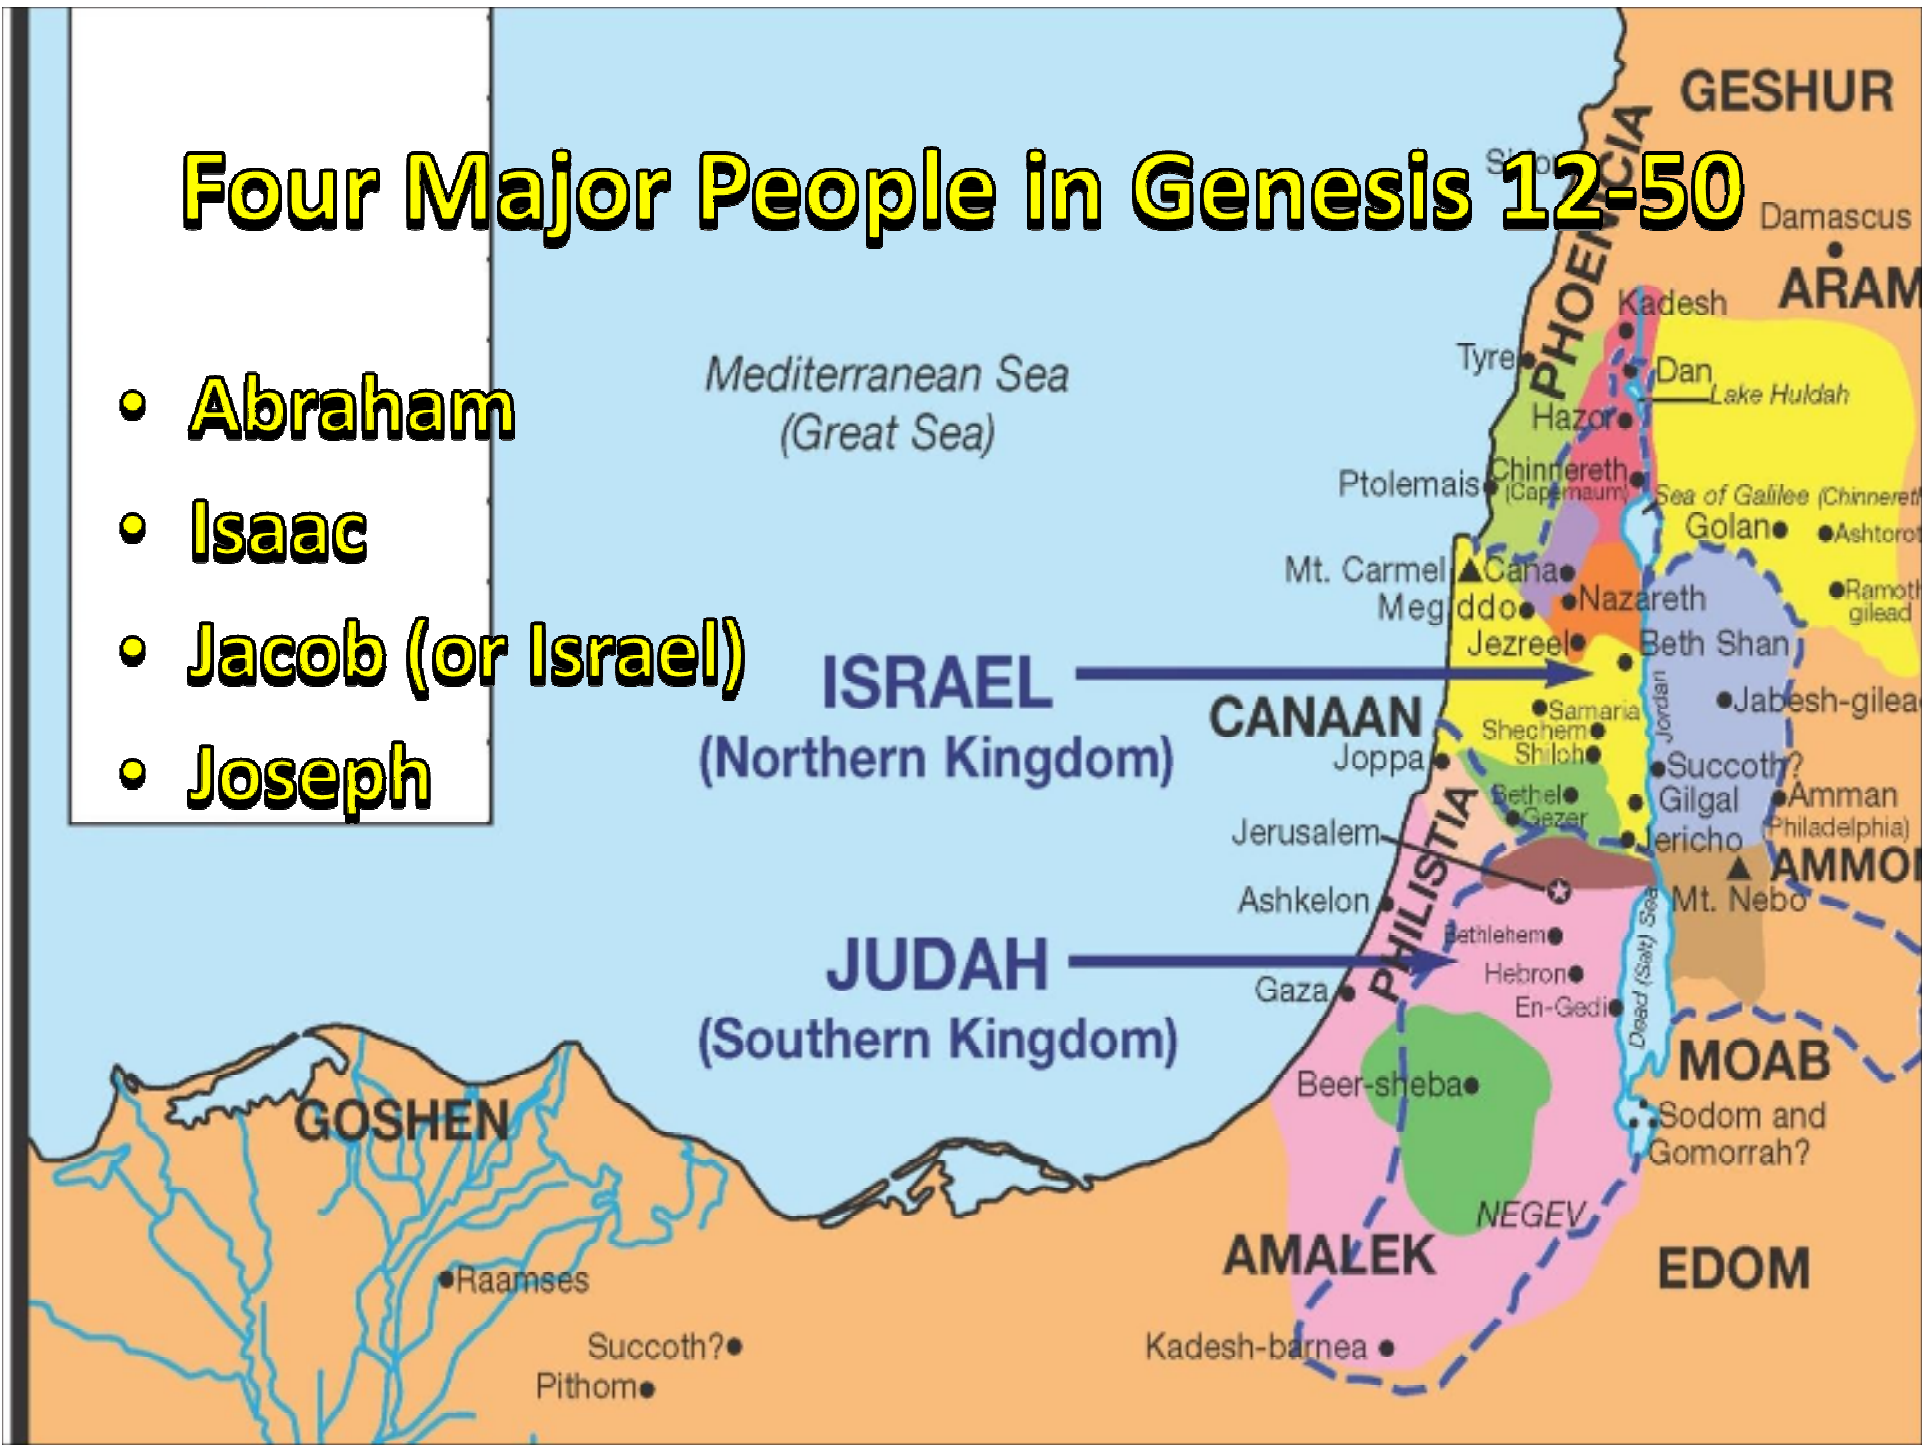 GESHUR
PHOENICIA
Four Major People in Genesis 12-50
Damascus
ARAM
Kadesh
• Abraham
Mediterranean Sea
(Great Sea)
Tyre
Dan
Lake Huldah
Hazor
• Isaac
Ptolemais
Chinnereth
(Capernaum)
Sea of Galilee (Chinnereth
Golan
Ashtorot
Mt. Carmel
Cana
Megiddo
Nazareth
Ramoth
gilead
• Jacob (or Israel)
Jezreel
Beth Shan
ISRAEL
(Northern Kingdom)
CANAAN
Samaria
Jordan
Jabesh-gilea
Shechem
Shiloh
Joppa
Succoth?
• Joseph
Bethel
Gezer
Gilgal
Amman
(Philadelphia)
Jerusalem
Jericho
AMMON
PHILISTIA
Mt. Nebo
Ashkelon
JUDAH
(Southern Kingdom)
Bethlehem
Hebron
Gaza
En-Gedi
Dead (Salt) Sea
MOAB
Beer-sheba
GOSHEN
Sodom and
Gomorrah?
NEGEV
AMALEK
EDOM
Raamses
Succoth?
Kadesh-barnea
Pithom